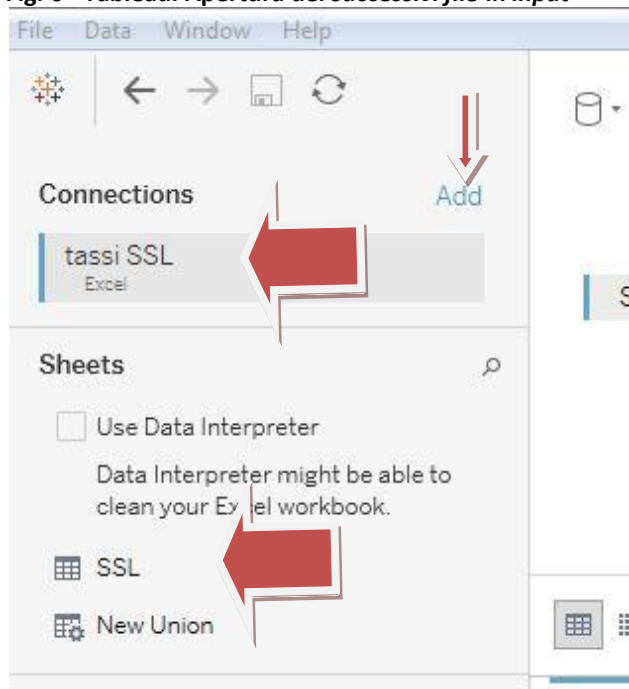 File Data Window Help
Connections Add
tassi SSL
Excel
Sheets
Use Data Interpreter
Data Interpreter might be able to
clean your Excel workbook.
SSL
New Union